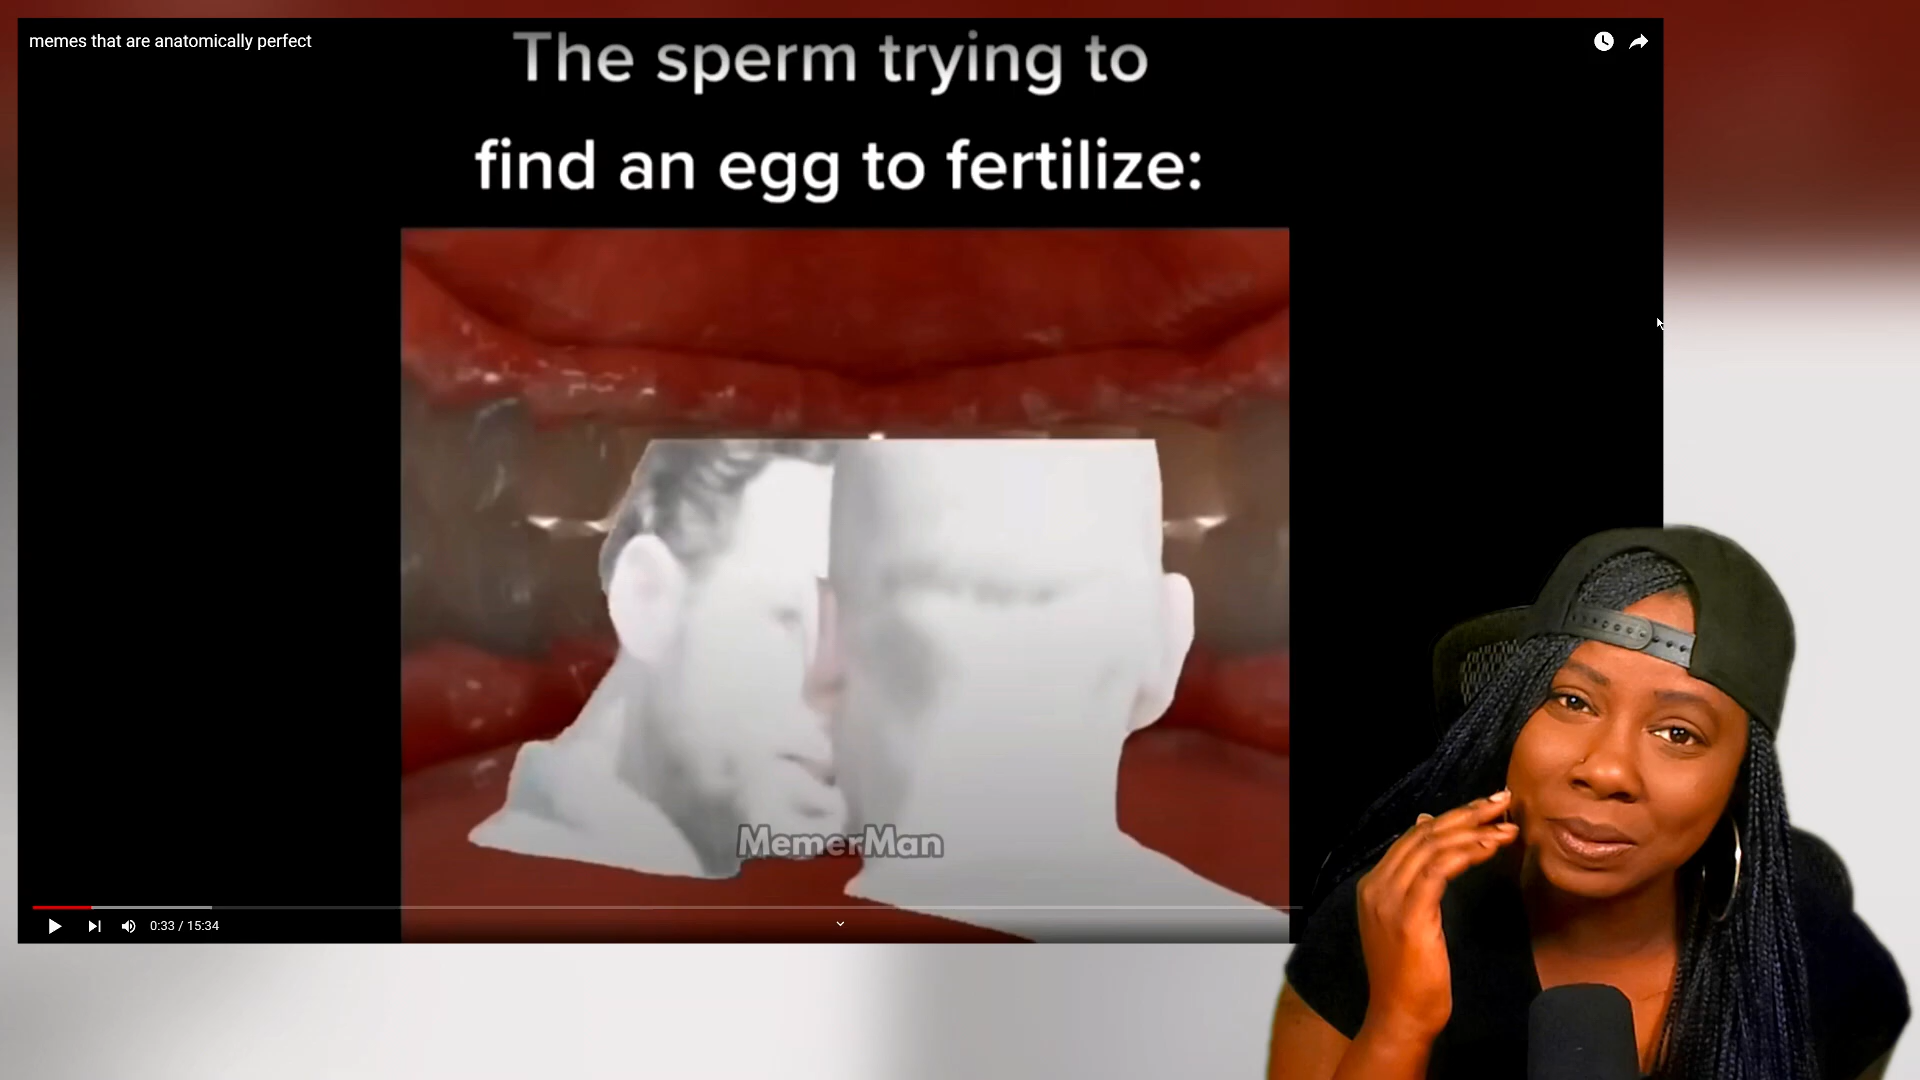 memes that are anatomically perfect
The sperm trying to
find an egg to fertilize:
MemerMan
0:33 / 15:34